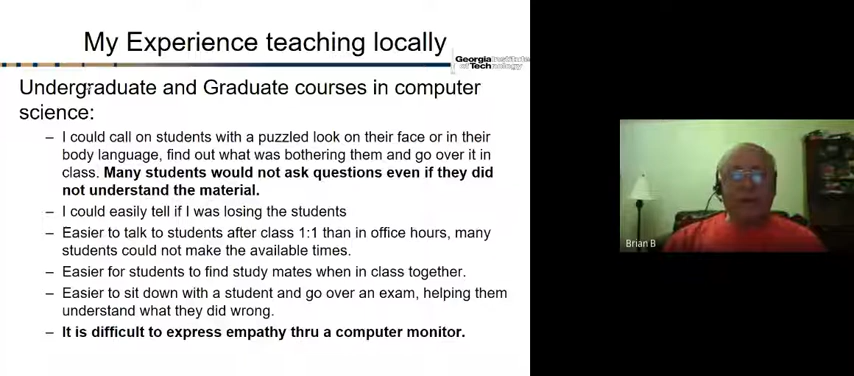 My Experience teaching locally
Georgia Institute
of Technology
Undergraduate and Graduate courses in computer
science:
– I could call on students with a puzzled look on their face or in their
body language, find out what was bothering them and go over it in
class. Many students would not ask questions even if they did
not understand the material.
– I could easily tell if I was losing the students
– Easier to talk to students after class 1:1 than in office hours, many
students could not make the available times.
– Easier for students to find study mates when in class together.
– Easier to sit down with a student and go over an exam, helping them
understand what they did wrong.
– It is difficult to express empathy thru a computer monitor.
Brian B